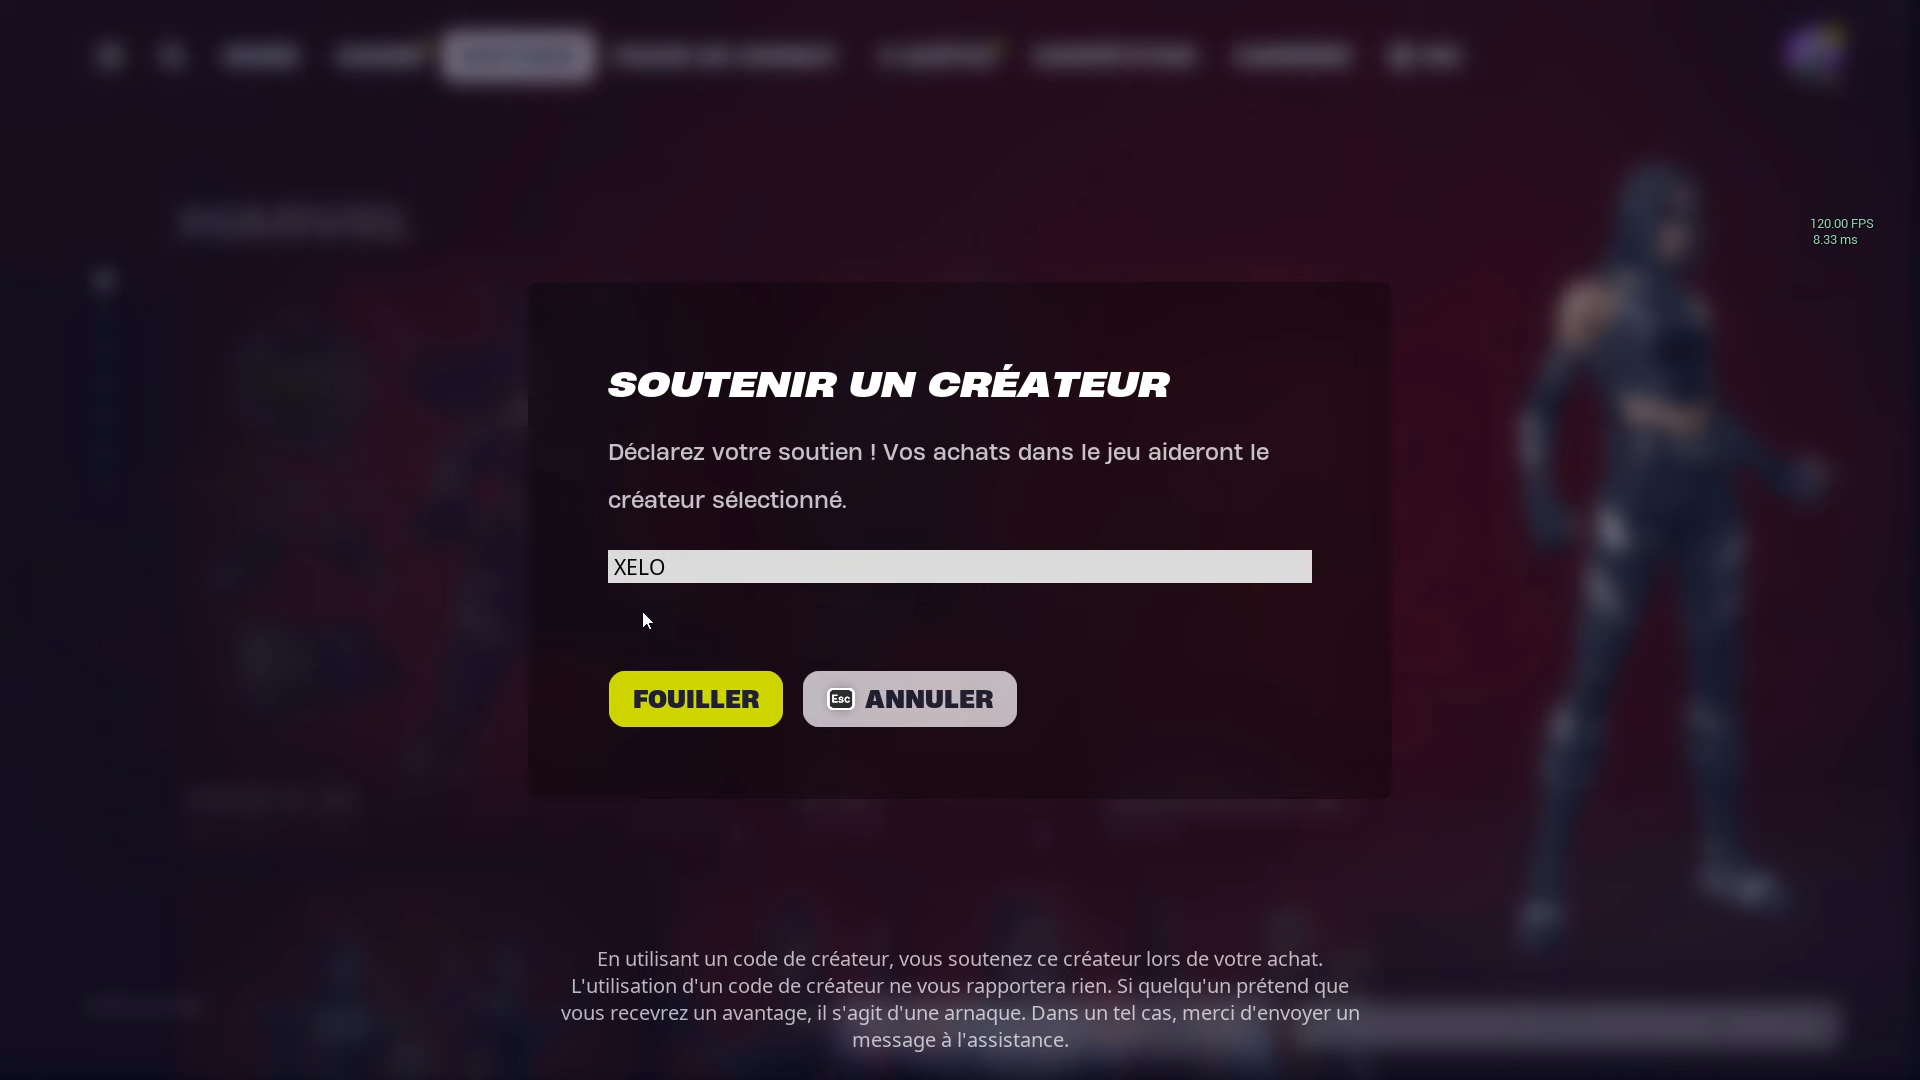 120.00 FPS
8.33 ms
SOUTENIR UN CRÉATEUR
Déclarez votre soutien ! Vos achats dans le jeu aideront le
créateur sélectionné.
XELO
FOUILLER
Esc ANNULER
En utilisant un code de créateur, vous soutenez ce créateur lors de votre achat.
L'utilisation d'un code de créateur ne vous rapportera rien. Si quelqu'un prétend que
vous recevrez un avantage, il s'agit d'une arnaque. Dans un tel cas, merci d'envoyer un
message à l'assistance.